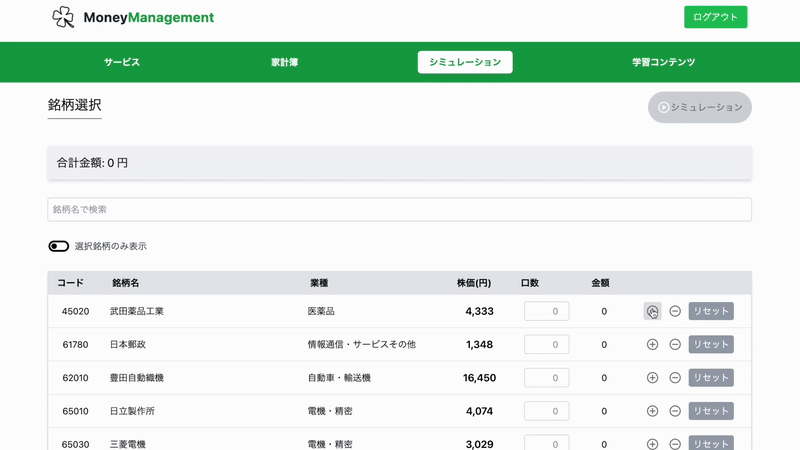 MoneyManagement
ログアウト
サービス 家計簿 シミュレーション 学習コンテンツ
銘柄選択
シミュレーション
合計金額: 0 円
銘柄名で検索
選択銘柄のみ表示
コード 銘柄名 業種 株価(円) 口数 金額
45020 武田薬品工業 医薬品 4,333 0 0 リセット
61780 日本郵政 情報通信・サービスその他 1,348 0 0 リセット
62010 豊田自動織機 自動車・輸送機 16,450 0 0 リセット
65010 日立製作所 電機・精密 4,074 0 0 リセット
65030 三菱電機 電機・精密 3,029 0 0 リセット